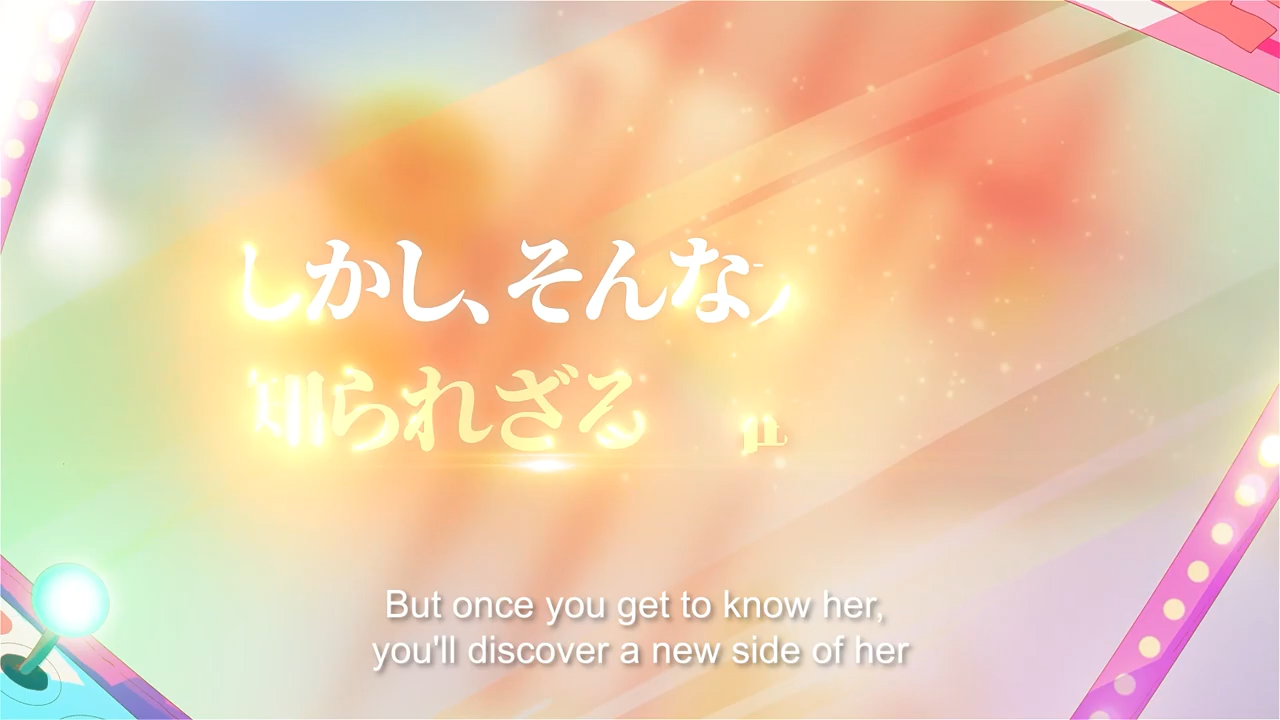 しかし、そんな
知られざる
But once you get to know her,
you'll discover a new side of her